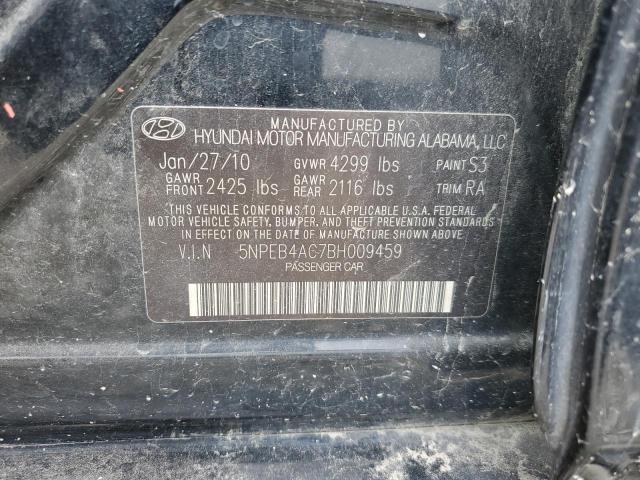 MANUFACTURED BY
HYUNDAI MOTOR MANUFACTURING ALABAMA, LLC
Jan/27/10 GVWR 4299 lbs PAINT S3
GAWR FRONT 2425 lbs GAWR REAR 2116 lbs TRIM RA
THIS VEHICLE CONFORMS TO ALL APPLICABLE U.S.A. FEDERAL
MOTOR VEHICLE SAFETY, BUMPER, AND THEFT PREVENTION STANDARDS
IN EFFECT ON THE DATE OF MANUFACTURE SHOWN ABOVE.
V.I.N 5NPEB4AC7BH009459
PASSENGER CAR